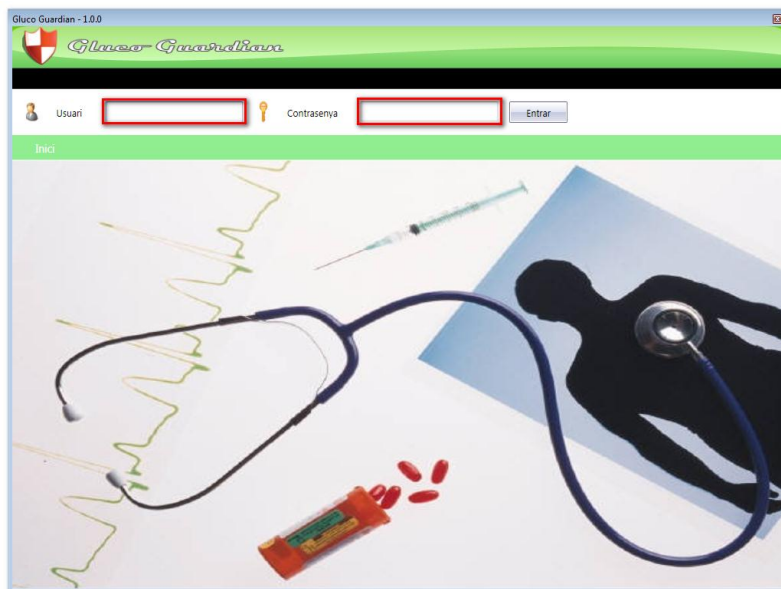 Gluco Guardian - 1.0.0
Gluco Guardian
Usuari Contrasenya Entrar
Inici